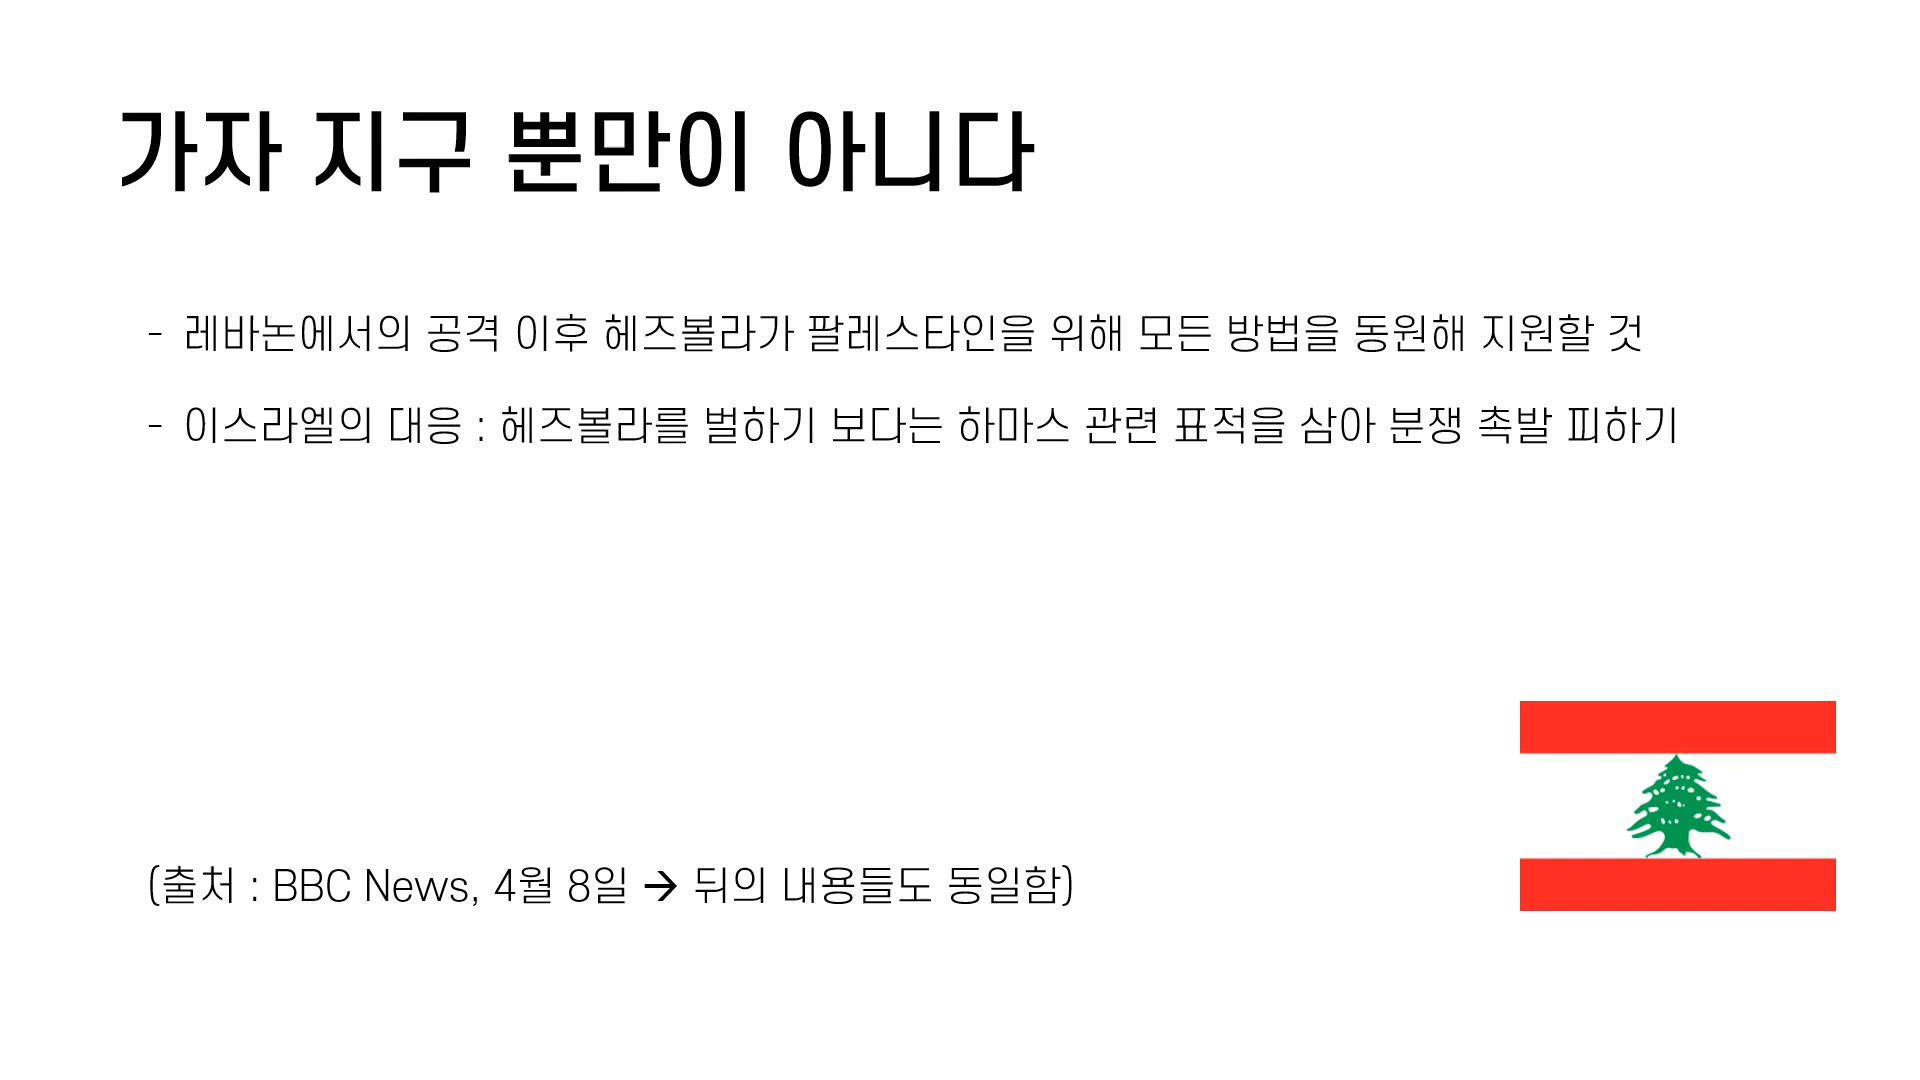 가자 지구 뿐만이 아니다
- 레바논에서의 공격 이후 헤즈볼라가 팔레스타인을 위해 모든 방법을 동원해 지원할 것
- 이스라엘의 대응 : 헤즈볼라를 벌하기 보다는 하마스 관련 표적을 삼아 분쟁 촉발 피하기
(출처 : BBC News, 4월 8일 → 뒤의 내용들도 동일함)